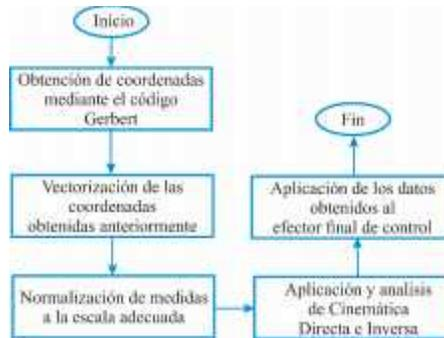 Inicio
Obtención de coordenadas
mediante el código
Gerbert
Vectorización de las
coordenadas
obtenidas anteriormente
Normalización de medidas
a la escala adecuada
Aplicación y analisis
de Cinemática
Directa e Inversa
Aplicación de los datos
obtenidos al
efector final de control
Fin